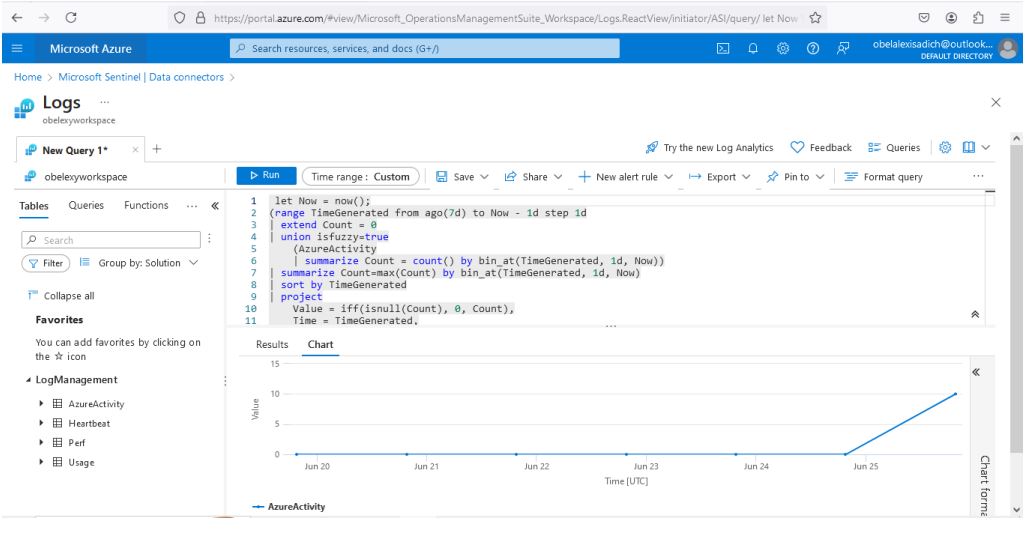 https://portal.azure.com/#view/Microsoft_OperationsManagementSuite_Workspace/Logs.ReactView/initiator/ASI/query/ let Now
Microsoft Azure
Search resources, services, and docs (G+/)
obelalexisadich@outlook...
DEFAULT DIRECTORY
Home > Microsoft Sentinel | Data connectors >
Logs ...
obelexyworkspace
New Query 1*
Try the new Log Analytics
Feedback
Queries
obelexyworkspace
Run
Time range : Custom
Save
Share
New alert rule
Export
Pin to
Format query
...
Tables
Queries
Functions
...
Search
Filter
Group by: Solution
Collapse all
Favorites
You can add favorites by clicking on
the ☆ icon
LogManagement
AzureActivity
Heartbeat
Perf
Usage
1 let Now = now();
2 (range TimeGenerated from ago(7d) to Now - 1d step 1d
3 | extend Count = 0
4 | union isfuzzy=true
5 (AzureActivity
6 | summarize Count = count() by bin_at(TimeGenerated, 1d, Now))
7 | summarize Count=max(Count) by bin_at(TimeGenerated, 1d, Now)
8 | sort by TimeGenerated
9 | project
10 Value = iff(isnull(Count), 0, Count),
11 Time = TimeGenerated,
Results
Chart
15
10
5
0
Value
Jun 20
Jun 21
Jun 22
Jun 23
Jun 24
Jun 25
Time [UTC]
AzureActivity
Chart forma